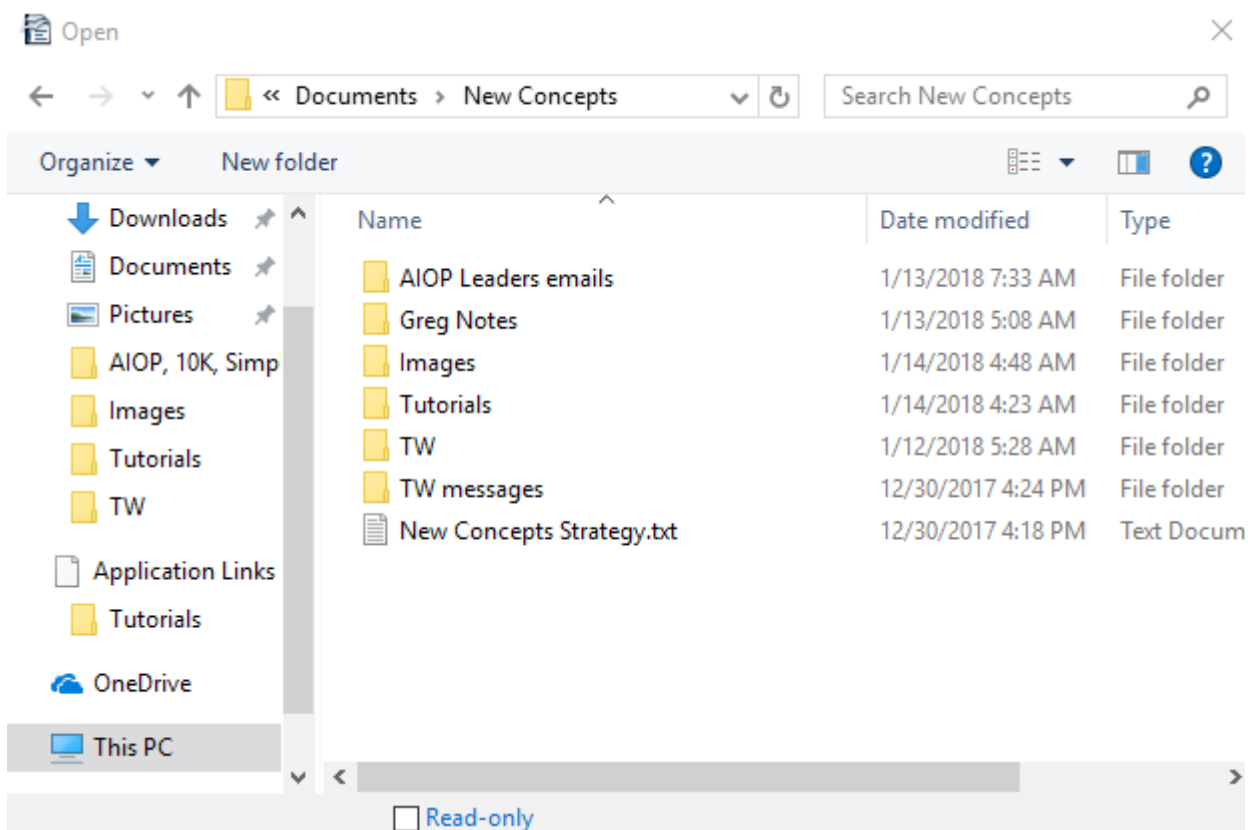 Open
« Documents > New Concepts
Search New Concepts
Organize
New folder
?
Downloads
Documents
Pictures
AIOP, 10K, Simp
Images
Tutorials
TW
Application Links
Tutorials
OneDrive
This PC
Name Date modified Type
AIOP Leaders emails 1/13/2018 7:33 AM File folder
Greg Notes 1/13/2018 5:08 AM File folder
Images 1/14/2018 4:48 AM File folder
Tutorials 1/14/2018 4:23 AM File folder
TW 1/12/2018 5:28 AM File folder
TW messages 12/30/2017 4:24 PM File folder
New Concepts Strategy.txt 12/30/2017 4:18 PM Text Docum
Read-only